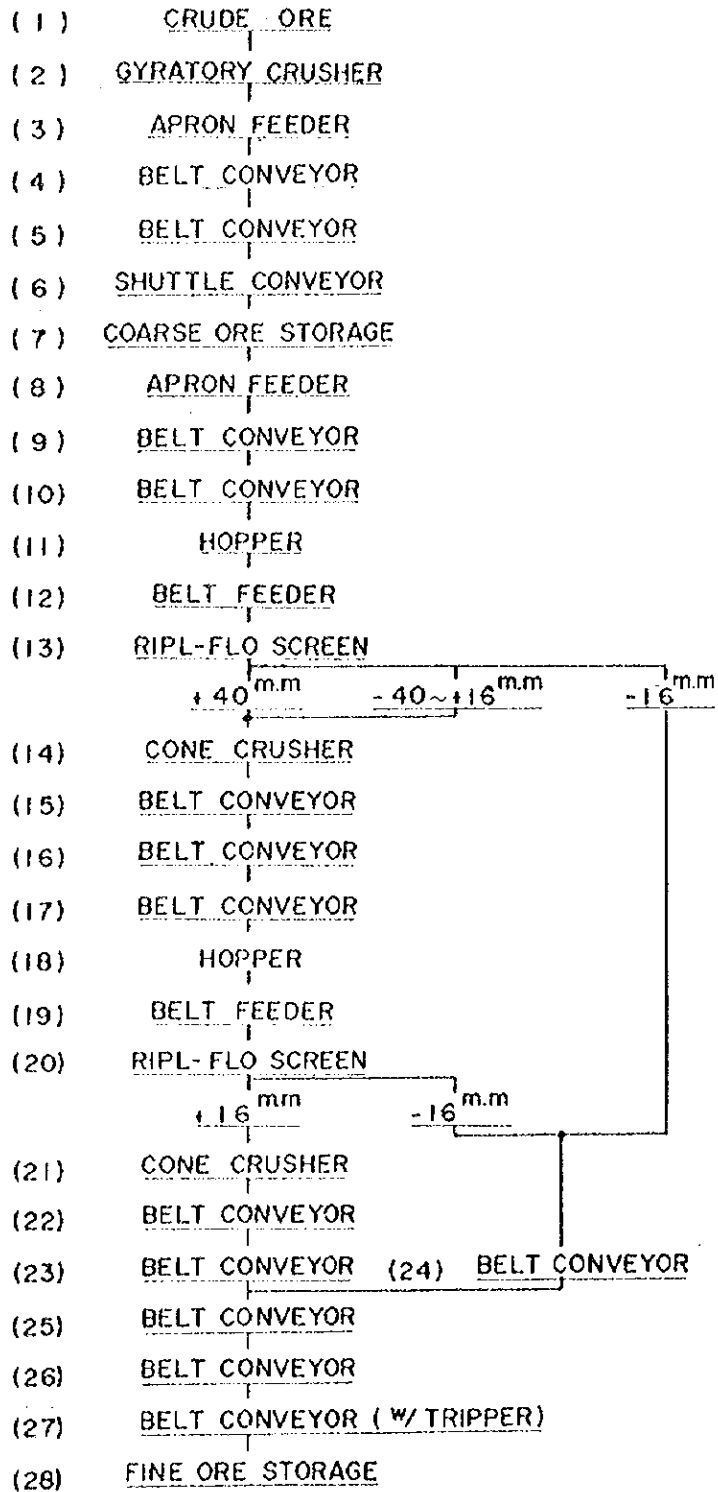 ( 1 ) CRUDE ORE
( 2 ) GYRATORY CRUSHER
( 3 ) APRON FEEDER
( 4 ) BELT CONVEYOR
( 5 ) BELT CONVEYOR
( 6 ) SHUTTLE CONVEYOR
( 7 ) COARSE ORE STORAGE
( 8 ) APRON FEEDER
( 9 ) BELT CONVEYOR
(10) BELT CONVEYOR
(11) HOPPER
(12) BELT FEEDER
(13) RIPL-FLO SCREEN
+40 m.m -40~+16 m.m -16 m.m
(14) CONE CRUSHER
(15) BELT CONVEYOR
(16) BELT CONVEYOR
(17) BELT CONVEYOR
(18) HOPPER
(19) BELT FEEDER
(20) RIPL-FLO SCREEN
+16 m.m -16 m.m
(21) CONE CRUSHER
(22) BELT CONVEYOR
(23) BELT CONVEYOR (24) BELT CONVEYOR
(25) BELT CONVEYOR
(26) BELT CONVEYOR
(27) BELT CONVEYOR ( W/ TRIPPER)
(28) FINE ORE STORAGE